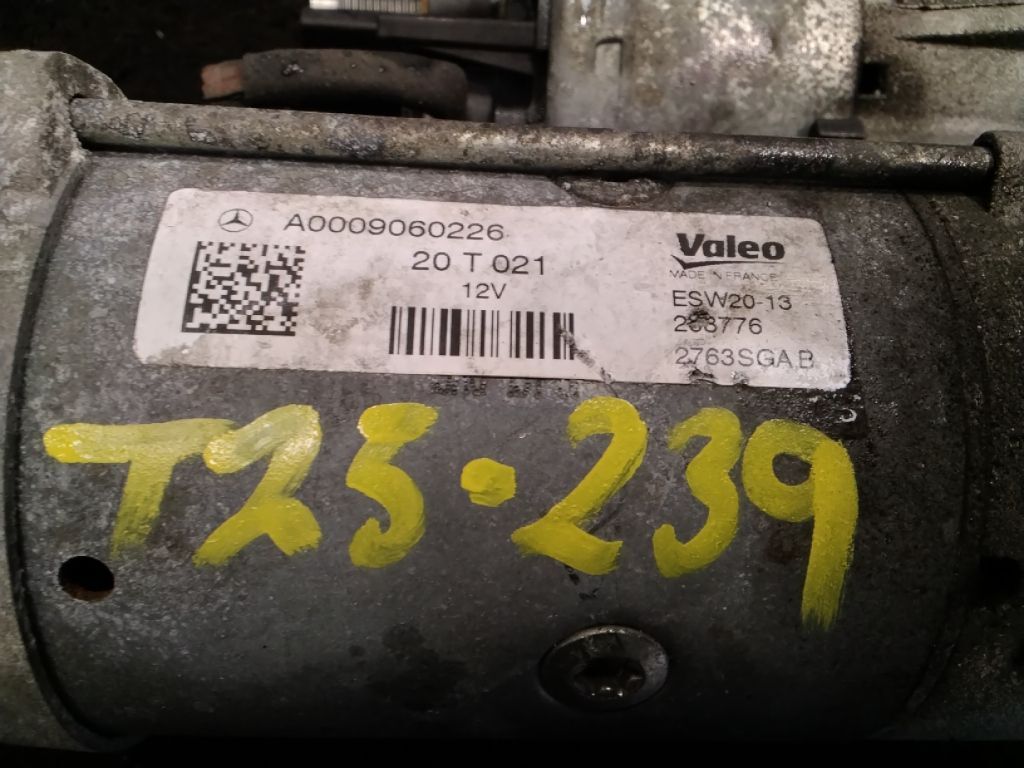 A0009060226
20 T 021
12V
Valeo
MADE IN FRANCE
ESW20-13
2763SGAB
T25-239